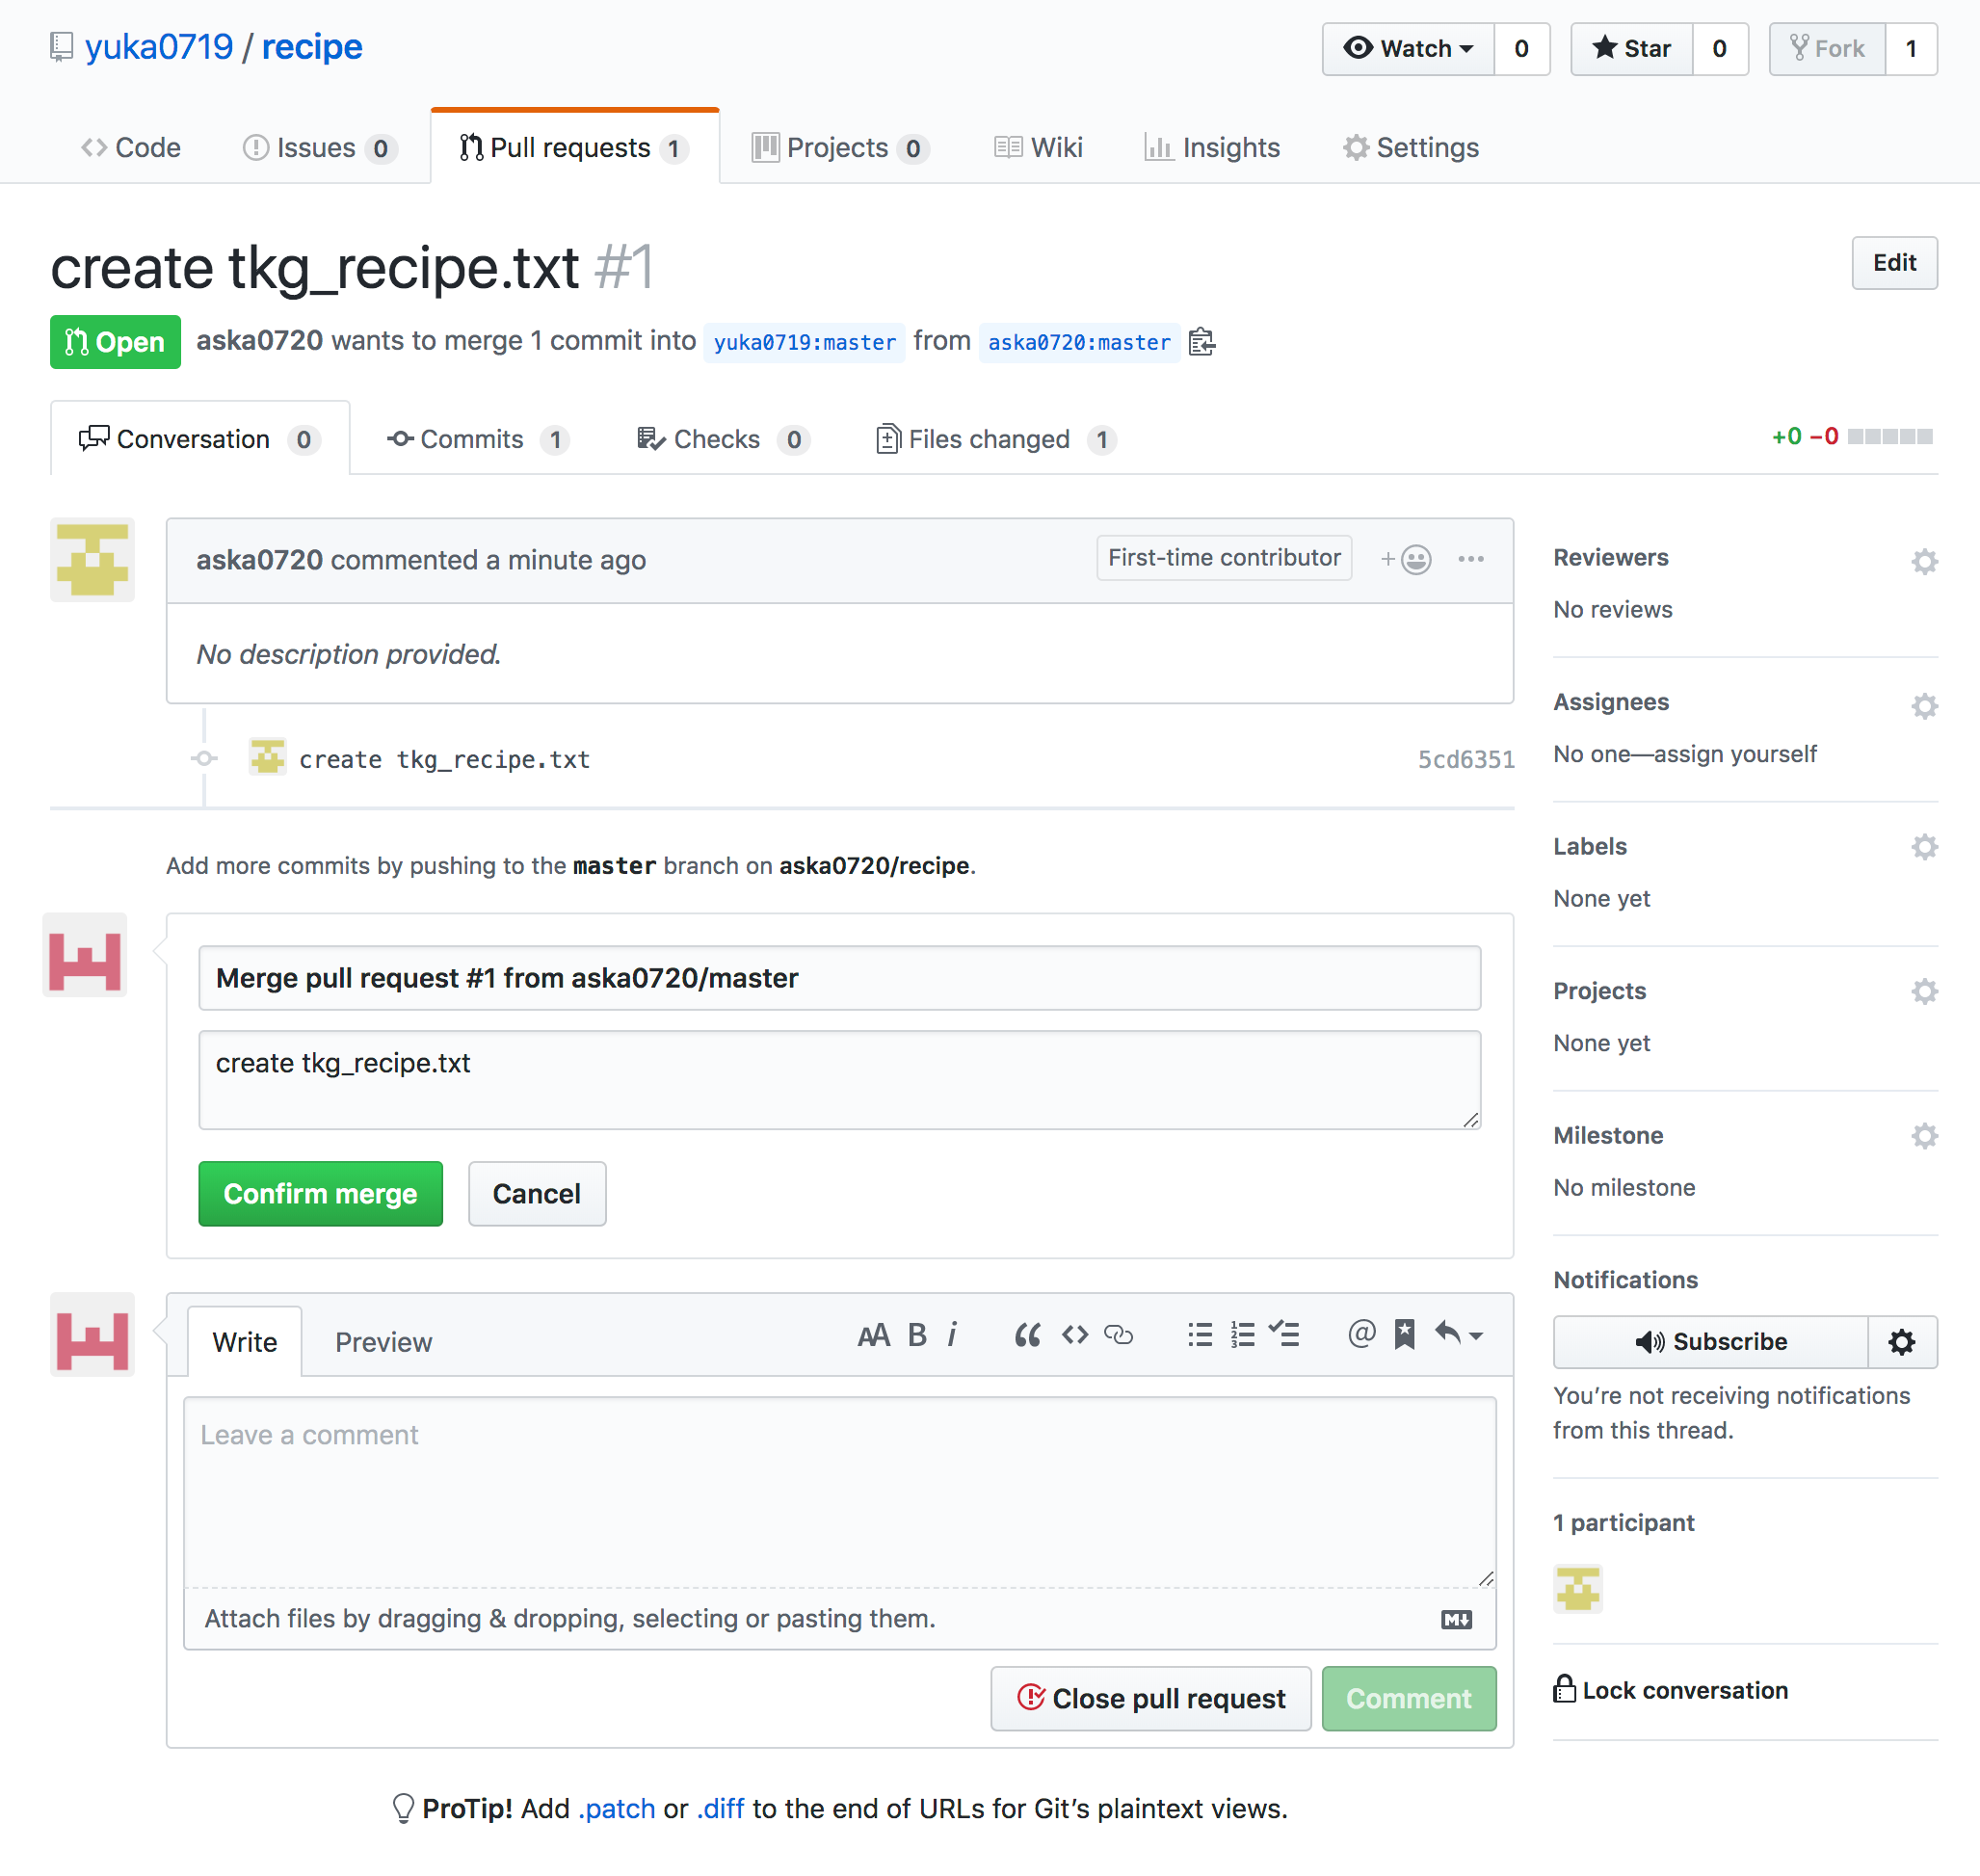 yuka0719 / recipe
Watch 0 Star 0 Fork 1
Code Issues 0 Pull requests 1 Projects 0 Wiki Insights Settings
create tkg_recipe.txt #1
Edit
Open aska0720 wants to merge 1 commit into yuka0719:master from aska0720:master
Conversation 0 Commits 1 Checks 0 Files changed 1
+0 −0
aska0720 commented a minute ago
First-time contributor
No description provided.
create tkg_recipe.txt 5cd6351
Add more commits by pushing to the master branch on aska0720/recipe.
Merge pull request #1 from aska0720/master
create tkg_recipe.txt
Confirm merge Cancel
Write Preview
Leave a comment
Attach files by dragging & dropping, selecting or pasting them.
Close pull request Comment
ProTip! Add .patch or .diff to the end of URLs for Git’s plaintext views.
Reviewers
No reviews
Assignees
No one—assign yourself
Labels
None yet
Projects
None yet
Milestone
No milestone
Notifications
Subscribe
You’re not receiving notifications
from this thread.
1 participant
Lock conversation